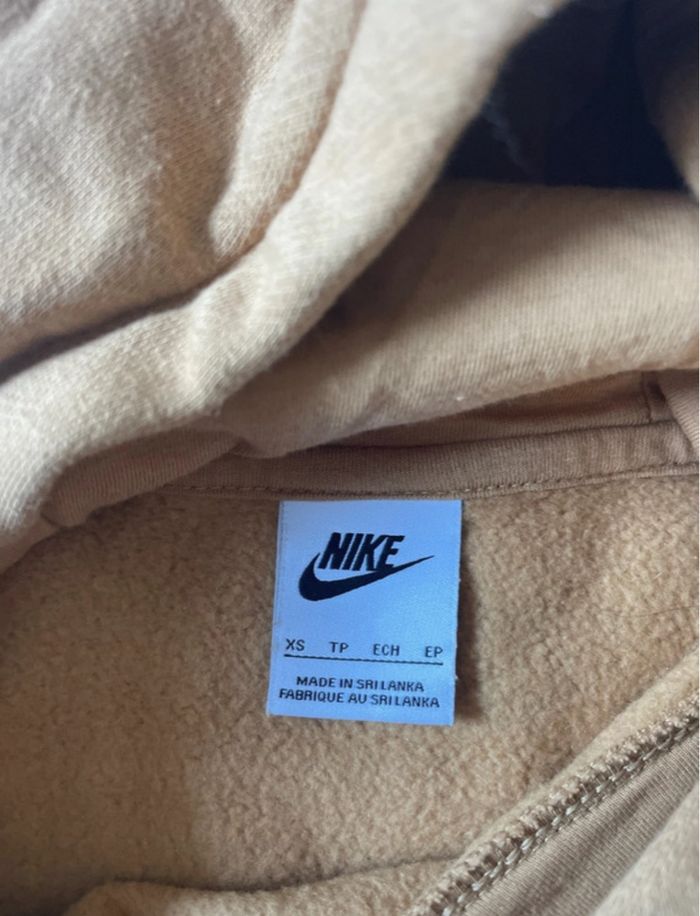 NIKE
XS TP ECH EP
MADE IN SRI LANKA
FABRIQUE AU SRI LANKA